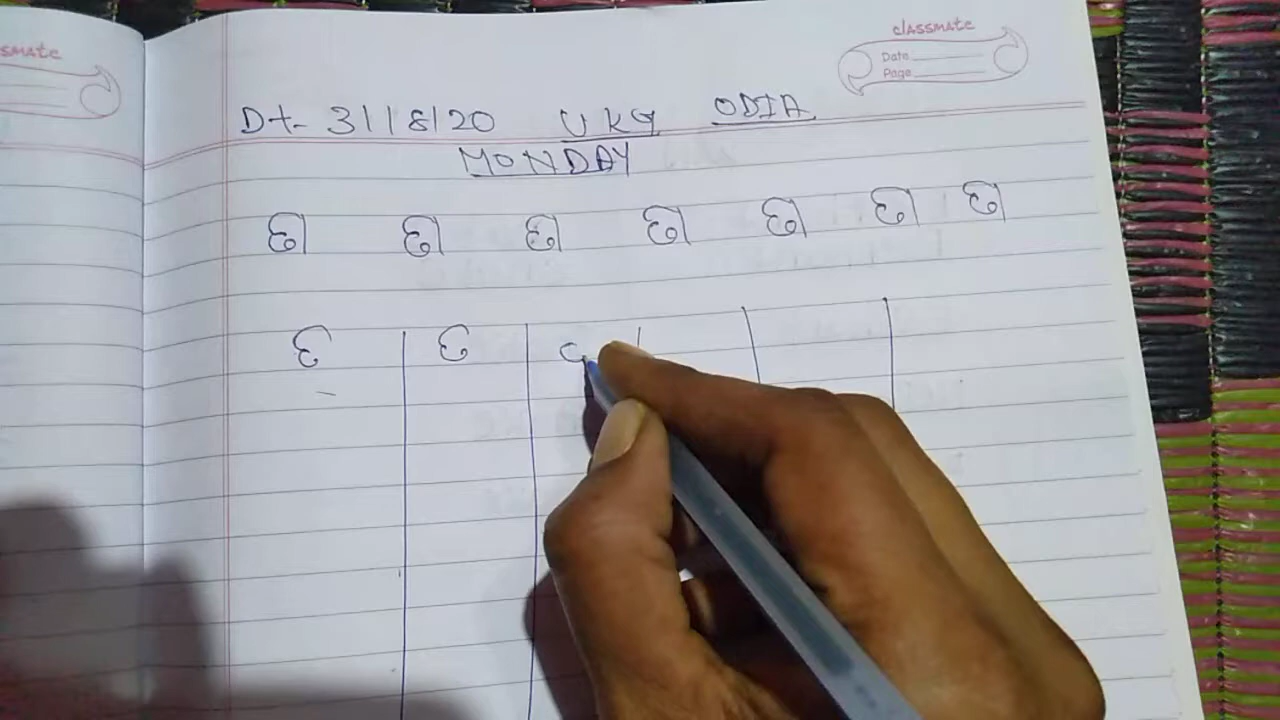 classmate
Date
Page
Dt- 31/8/20 UKG ODIA
MONDAY
ଛ ଛ ଛ ଛ ଛ ଛ ଛ